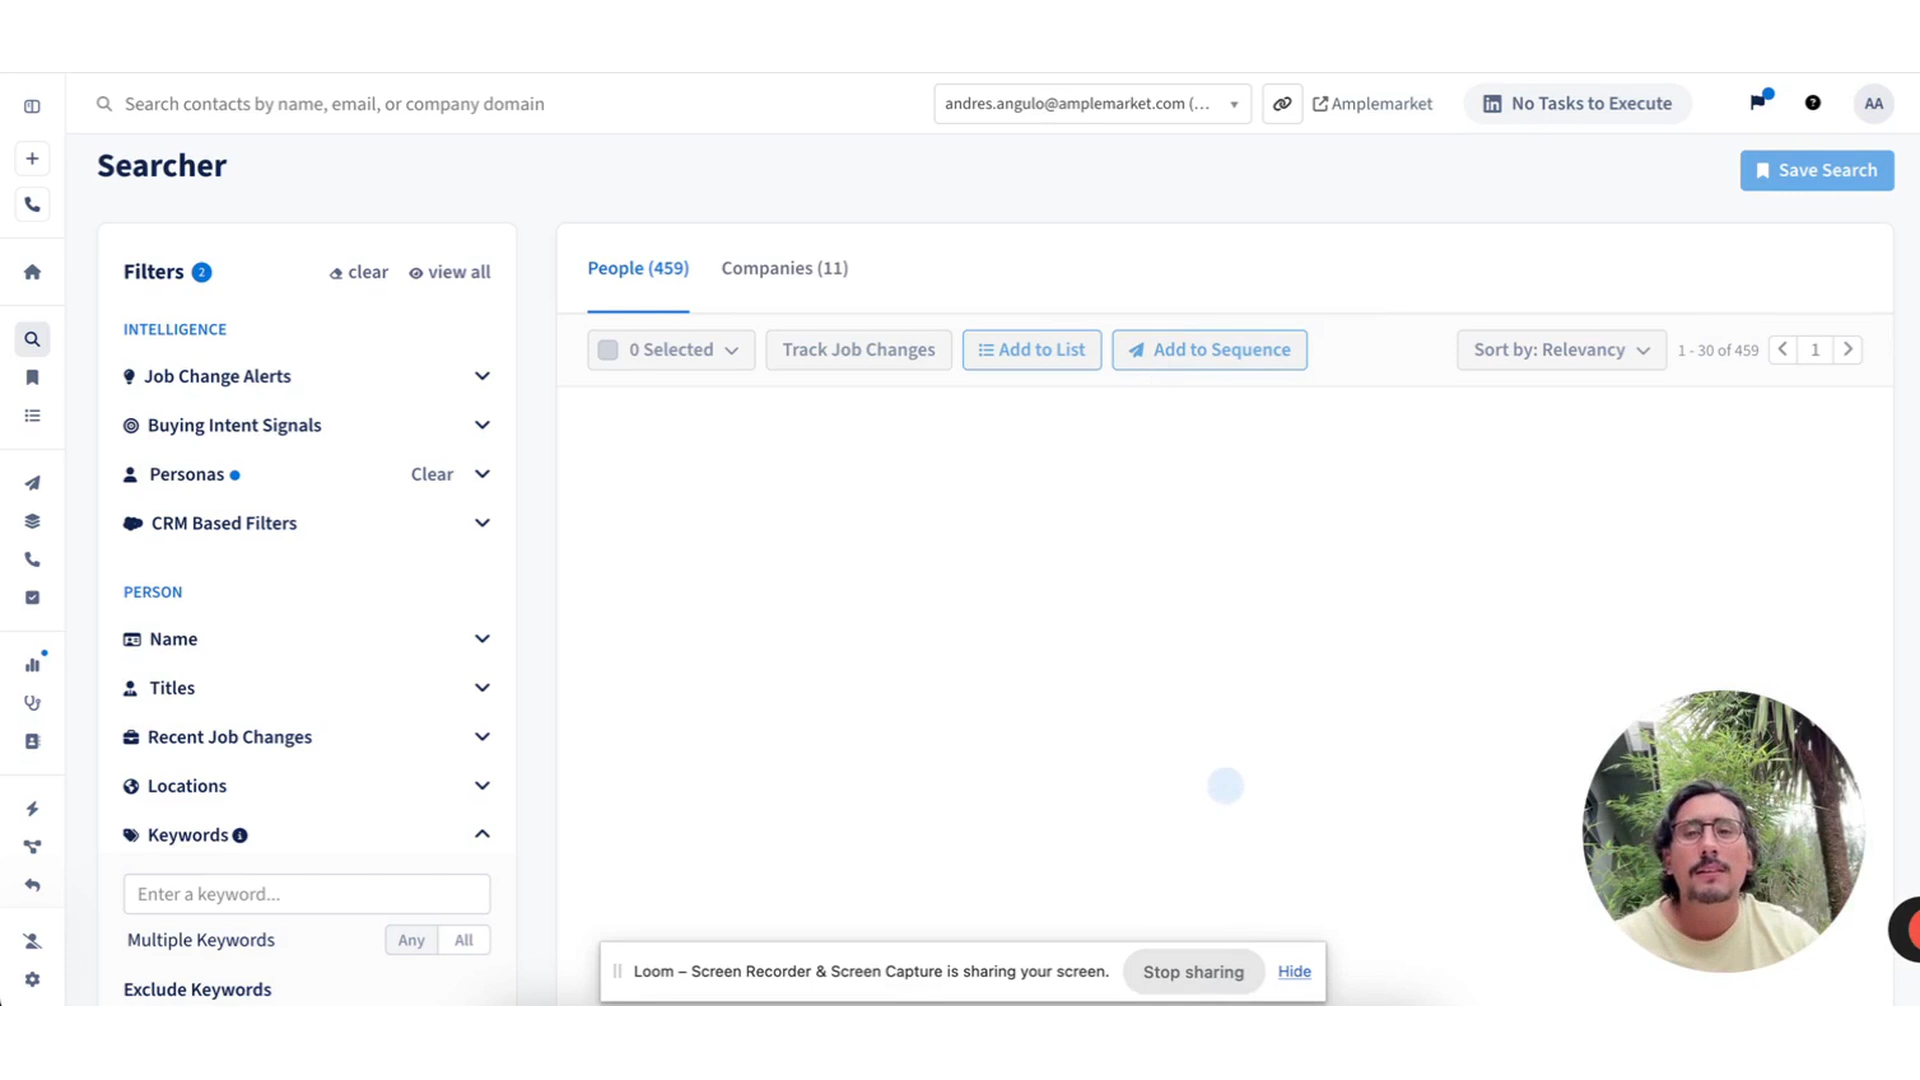 Search contacts by name, email, or company domain
andres.angulo@amplemarket.com (...
Amplemarket
No Tasks to Execute
AA
Searcher
Save Search
Filters 2
clear
view all
People (459)
Companies (11)
INTELLIGENCE
0 Selected
Track Job Changes
Add to List
Add to Sequence
Sort by: Relevancy
1 - 30 of 459
1
Job Change Alerts
Buying Intent Signals
Personas
Clear
CRM Based Filters
PERSON
Name
Titles
Recent Job Changes
Locations
Keywords
Enter a keyword...
Multiple Keywords
Any
All
Exclude Keywords
Loom – Screen Recorder & Screen Capture is sharing your screen.
Stop sharing
Hide